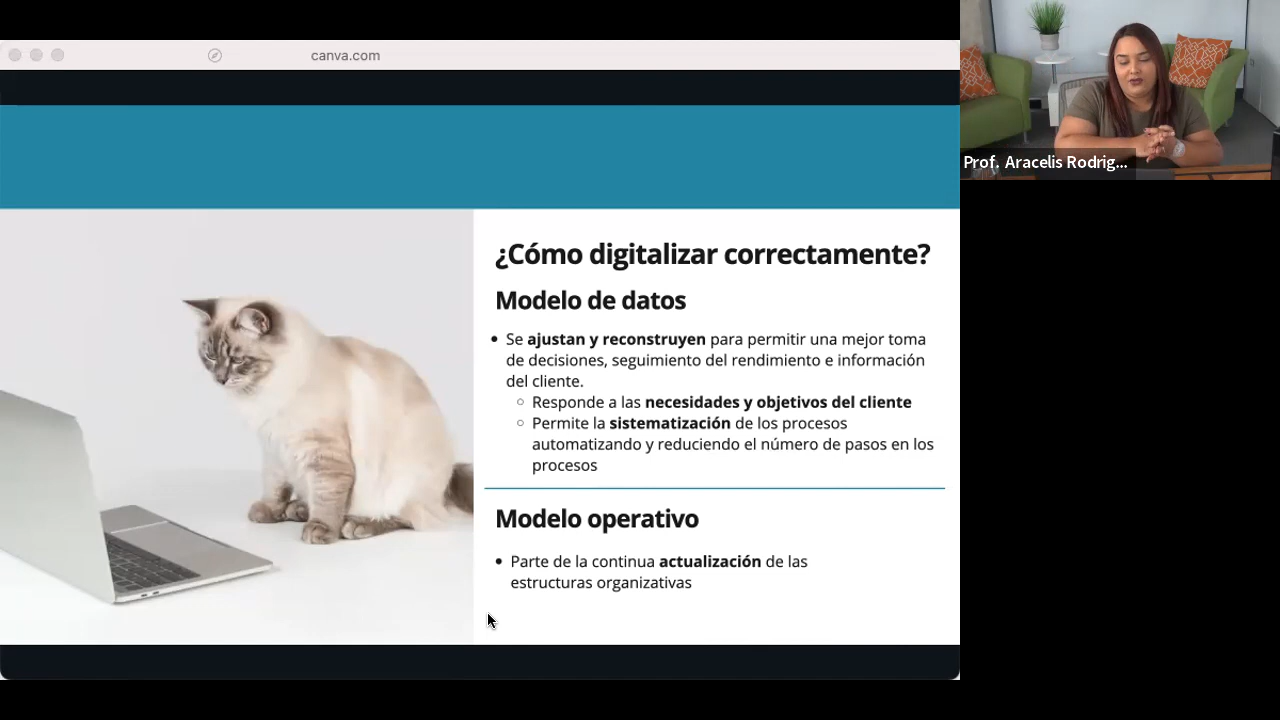 canva.com
Prof. Aracelis Rodrig...
¿Cómo digitalizar correctamente?
Modelo de datos
• Se ajustan y reconstruyen para permitir una mejor toma
de decisiones, seguimiento del rendimiento e información
del cliente.
○ Responde a las necesidades y objetivos del cliente
○ Permite la sistematización de los procesos
automatizando y reduciendo el número de pasos en los
procesos
Modelo operativo
• Parte de la continua actualización de las
estructuras organizativas